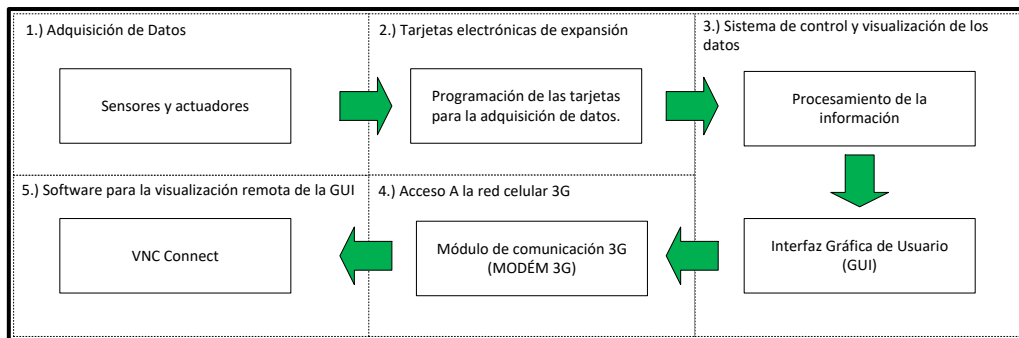 1.) Adquisición de Datos
Sensores y actuadores
2.) Tarjetas electrónicas de expansión
Programación de las tarjetas
para la adquisición de datos.
3.) Sistema de control y visualización de los
datos
Procesamiento de la
información
Interfaz Gráfica de Usuario
(GUI)
4.) Acceso A la red celular 3G
Módulo de comunicación 3G
(MODÉM 3G)
5.) Software para la visualización remota de la GUI
VNC Connect